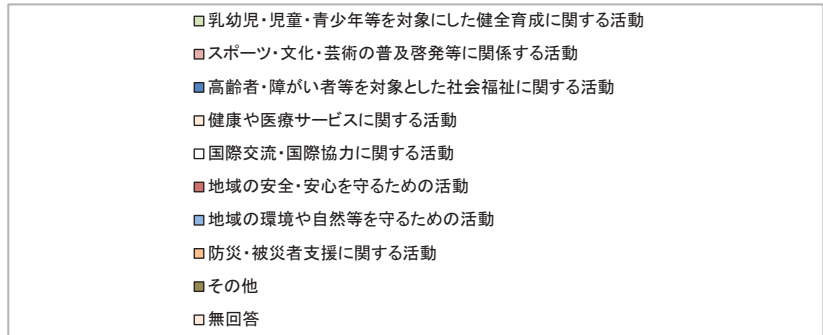 乳幼児・児童・青少年等を対象にした健全育成に関する活動
スポーツ・文化・芸術の普及啓発等に関係する活動
高齢者・障がい者等を対象とした社会福祉に関する活動
健康や医療サービスに関する活動
国際交流・国際協力に関する活動
地域の安全・安心を守るための活動
地域の環境や自然等を守るための活動
防災・被災者支援に関する活動
その他
無回答